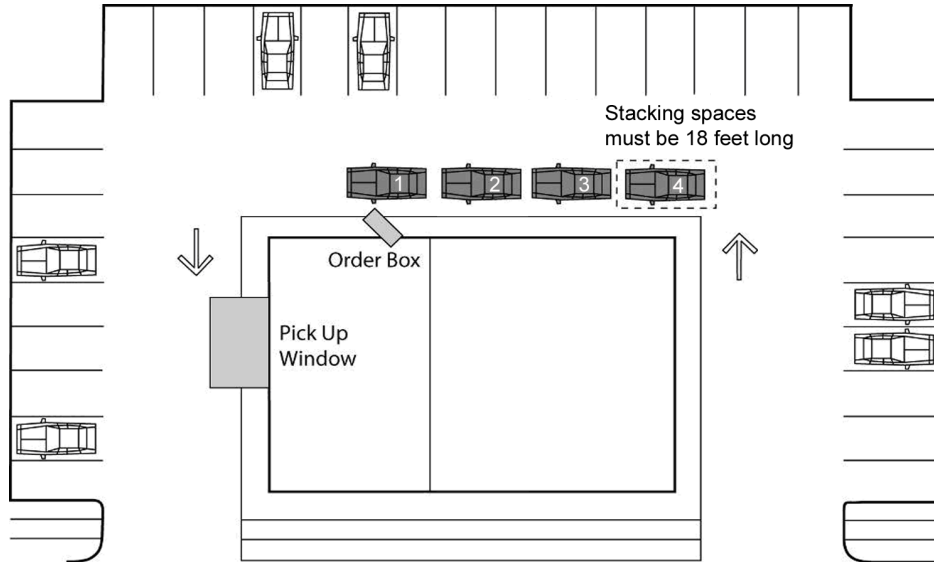 Stacking spaces
must be 18 feet long
1 2 3 4
Order Box
Pick Up
Window